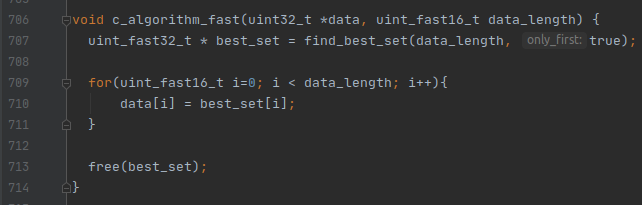 706 void c_algorithm_fast(uint32_t *data, uint_fast16_t data_length) {
707 uint_fast32_t * best_set = find_best_set(data_length, only_first: true);
708
709 for(uint_fast16_t i=0; i < data_length; i++){
710 data[i] = best_set[i];
711 }
712
713 free(best_set);
714 }